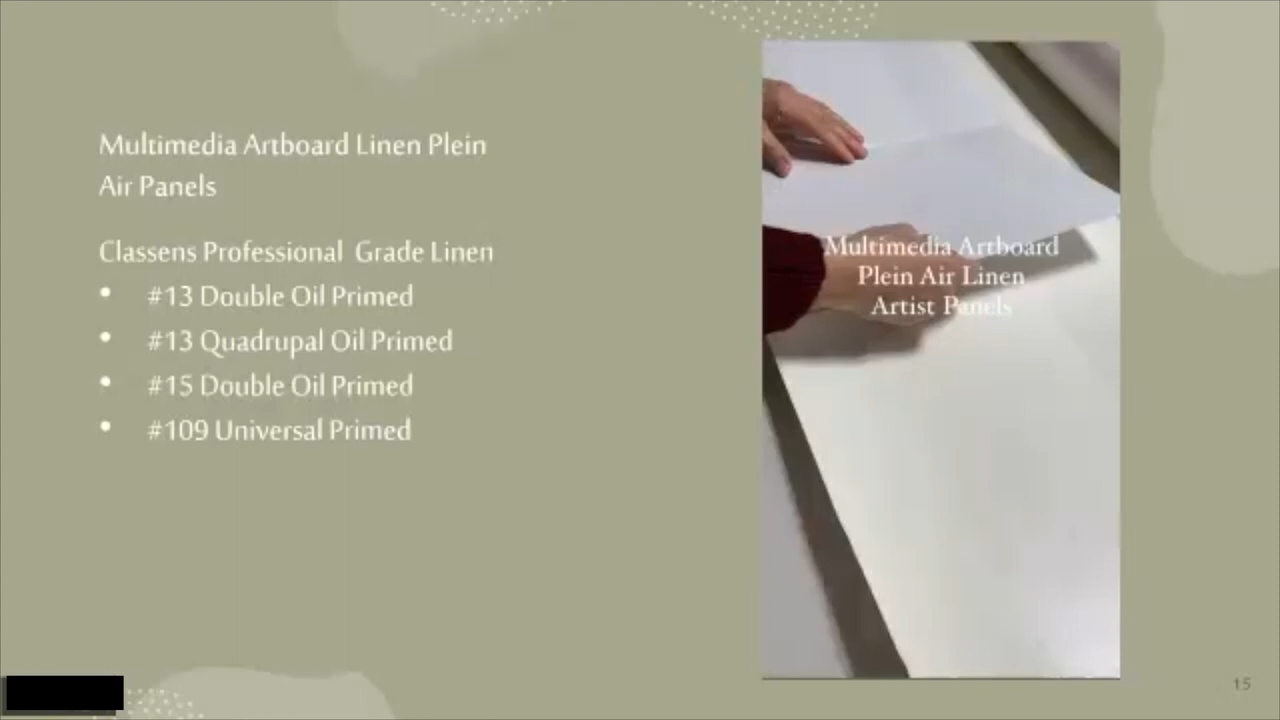 Multimedia Artboard Linen Plein
Air Panels
Classens Professional Grade Linen
• #13 Double Oil Primed
• #13 Quadrupal Oil Primed
• #15 Double Oil Primed
• #109 Universal Primed
Multimedia Artboard
Plein Air Linen
Artist Panels
15